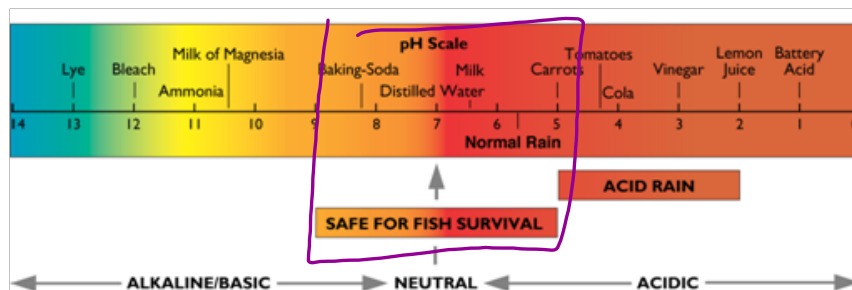 pH Scale
Milk of Magnesia
Tomatoes
Lemon
Battery
Lye
Bleach
Baking-Soda
Milk
Carrots
Vinegar
Juice
Acid
Ammonia
Distilled Water
Cola
14 13 12 11 10 9 8 7 6 5 4 3 2 1 0
Normal Rain
ACID RAIN
SAFE FOR FISH SURVIVAL
ALKALINE/BASIC NEUTRAL ACIDIC